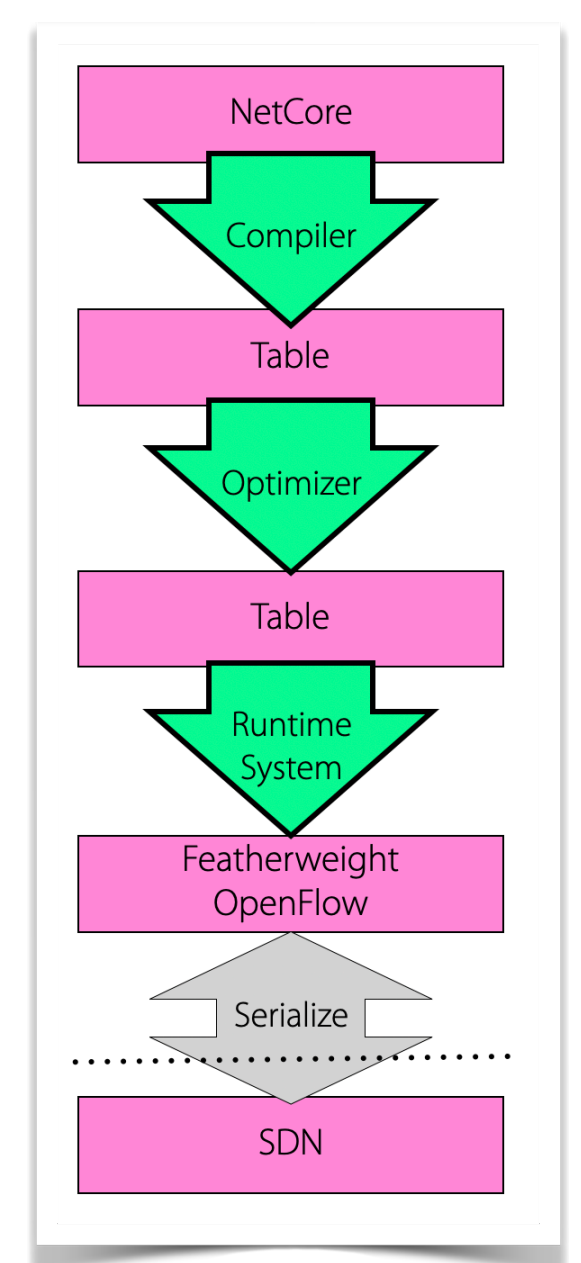 NetCore
Compiler
Table
Optimizer
Table
Runtime
System
Featherweight
OpenFlow
Serialize
SDN